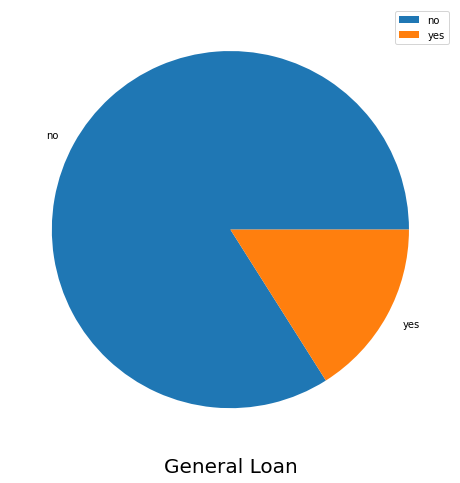 no
yes
no
yes
General Loan